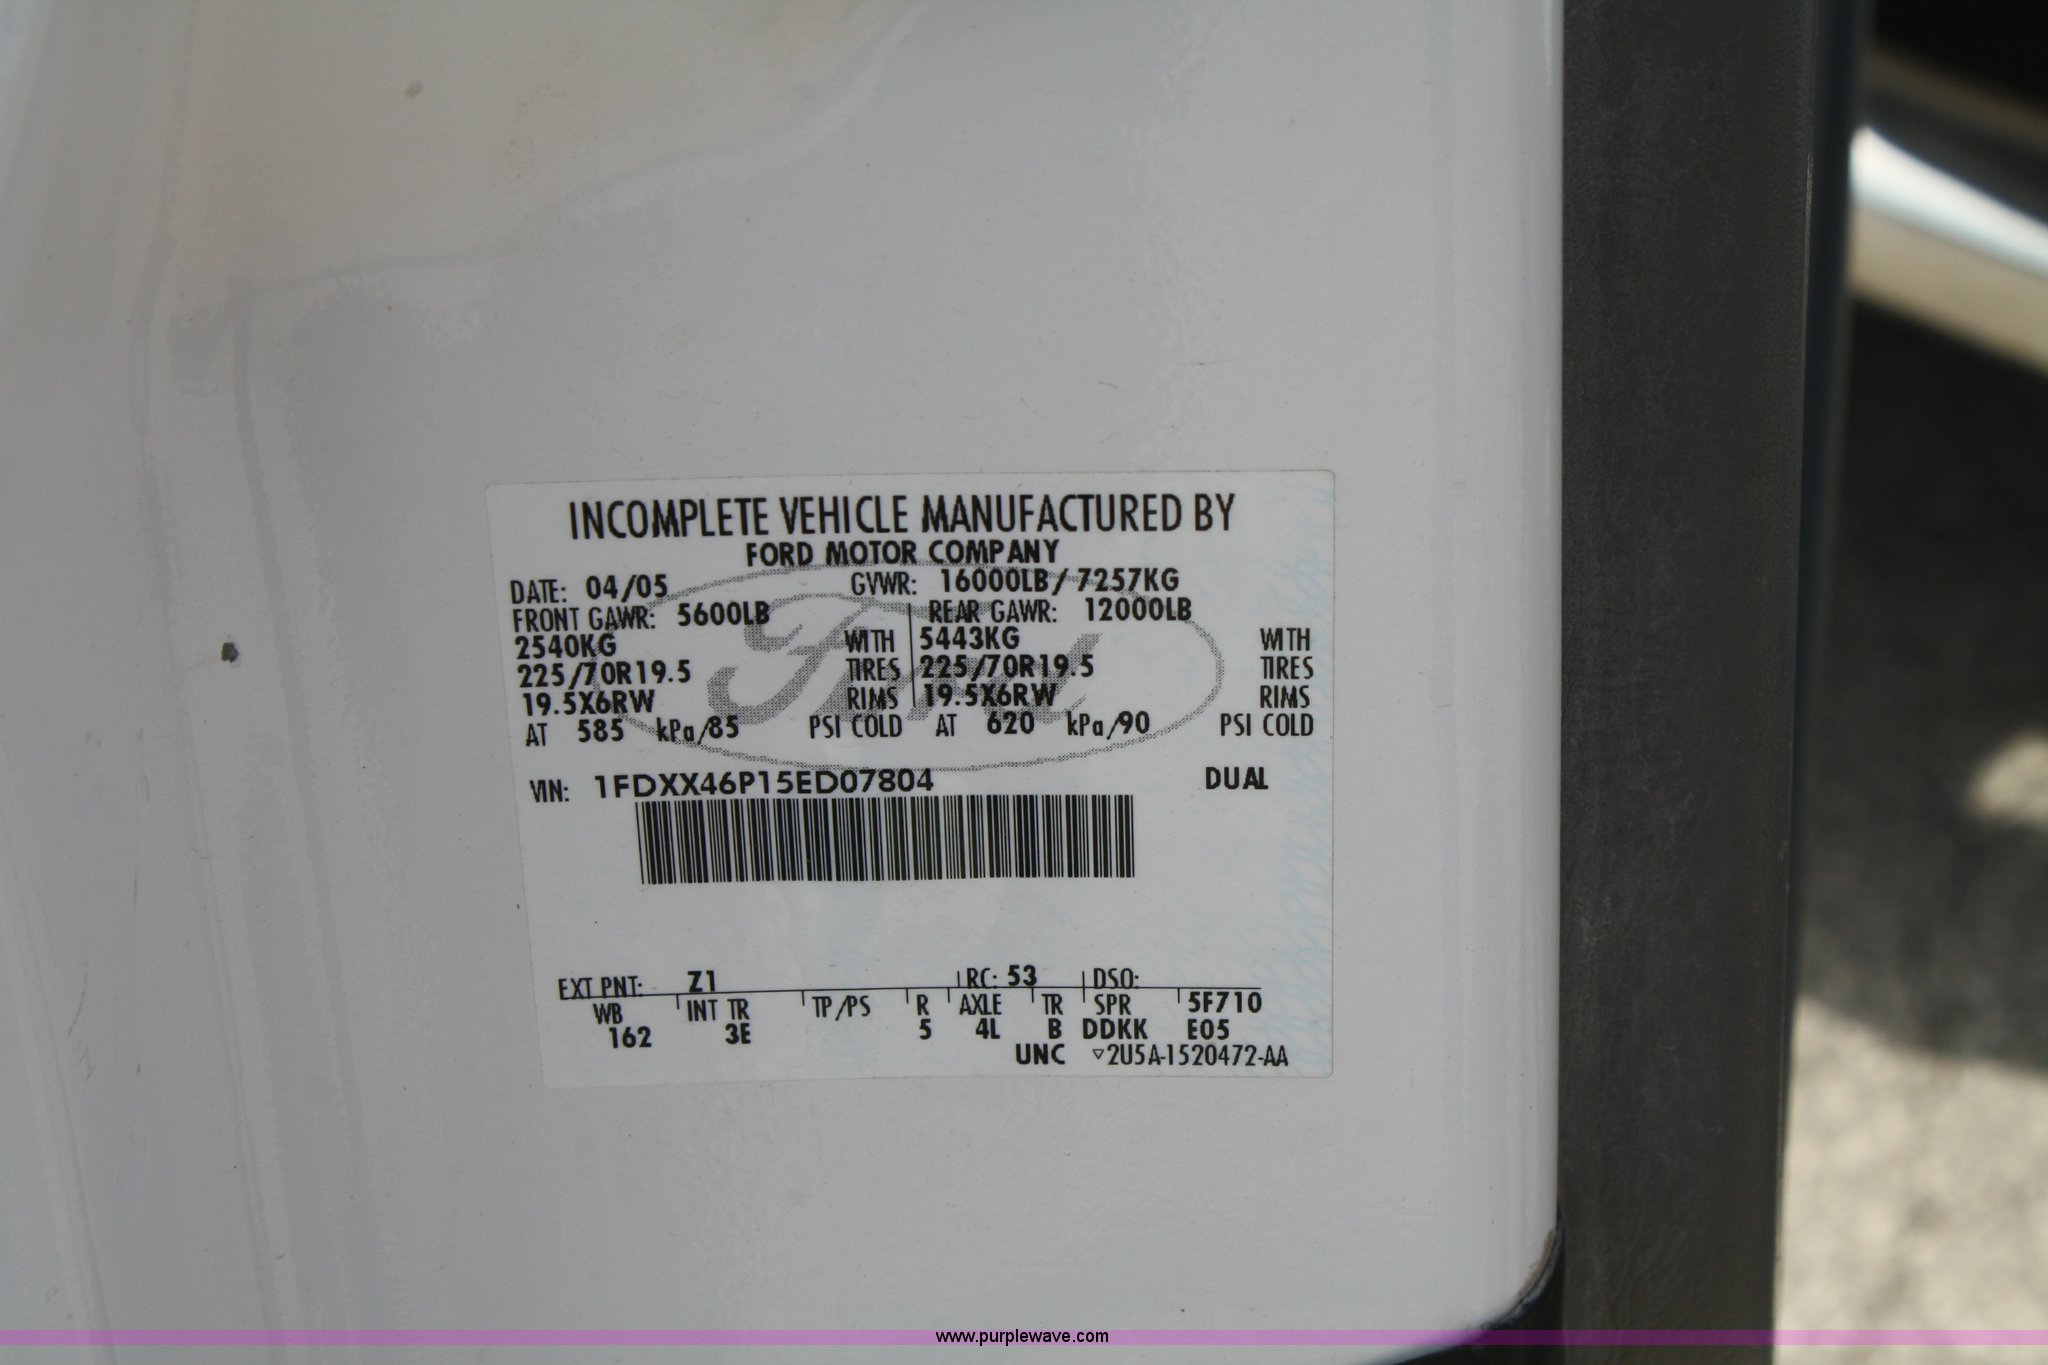 INCOMPLETE VEHICLE MANUFACTURED BY
FORD MOTOR COMPANY
DATE: 04/05 GVWR: 16000LB/7257KG
FRONT GAWR: 5600LB REAR GAWR: 12000LB
2540KG WITH 5443KG WITH
225/70R19.5 TIRES 225/70R19.5 TIRES
19.5X6RW RIMS 19.5X6RW RIMS
AT 585 kPa/85 PSI COLD AT 620 kPa/90 PSI COLD
Ford
VIN: 1FDXX46P15ED07804 DUAL
EXT PNT: Z1 RC: 53 DSO:
WB INT TR TP/PS R AXLE TR SPR 5F710
162 3E 5 4L B DDKK E05
UNC ▽2U5A-1520472-AA
www.purplewave.com